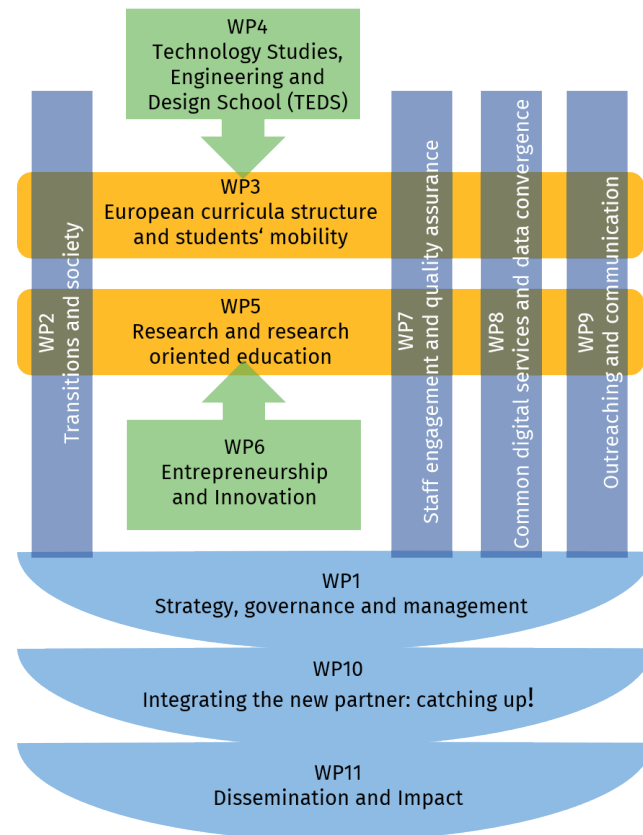 WP4
Technology Studies,
Engineering and
Design School (TEDS)
WP3
European curricula structure
and students‘ mobility
WP5
Research and research
oriented education
WP6
Entrepreneurship
and Innovation
WP2
Transitions and society
WP7
Staff engagement and quality assurance
WP8
Common digital services and data convergence
WP9
Outreaching and communication
WP1
Strategy, governance and management
WP10
Integrating the new partner: catching up!
WP11
Dissemination and Impact